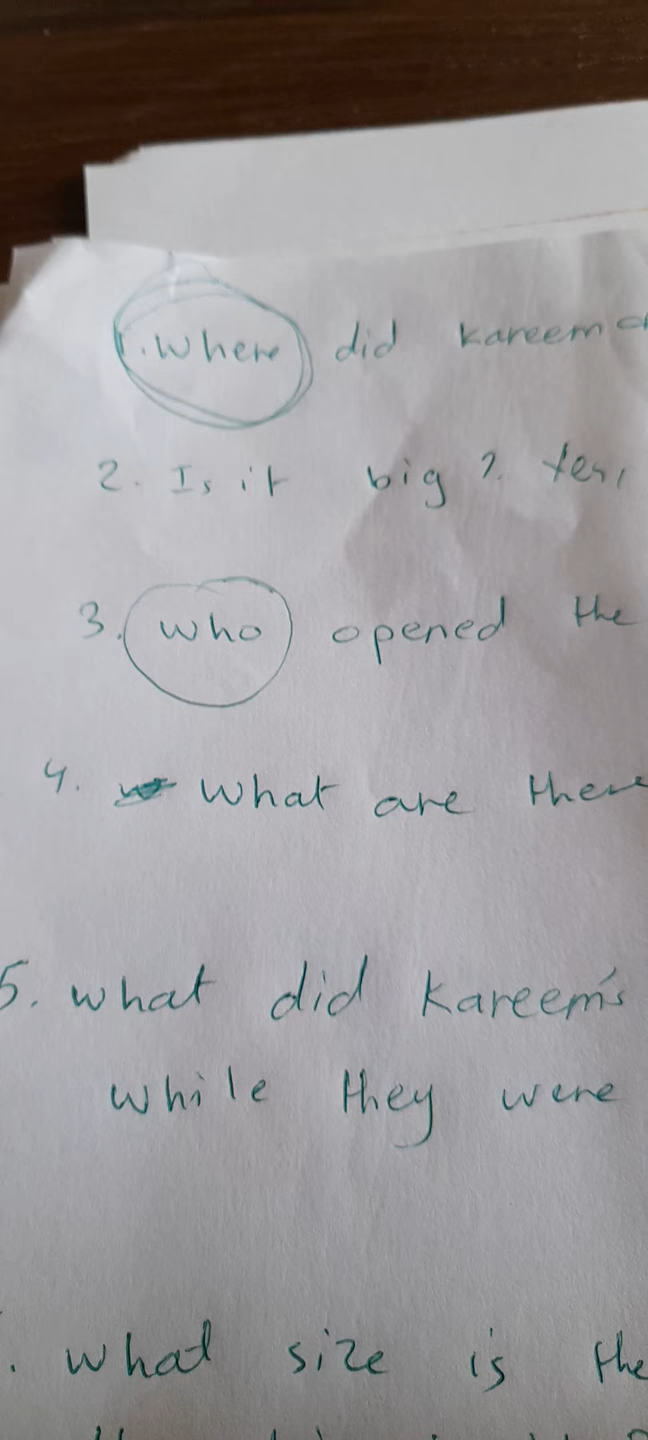 1. Where did kareem
2. Is it big ? Yes,
3. who opened the
4. What are there
5. what did kareem's
while they were
. what size is the